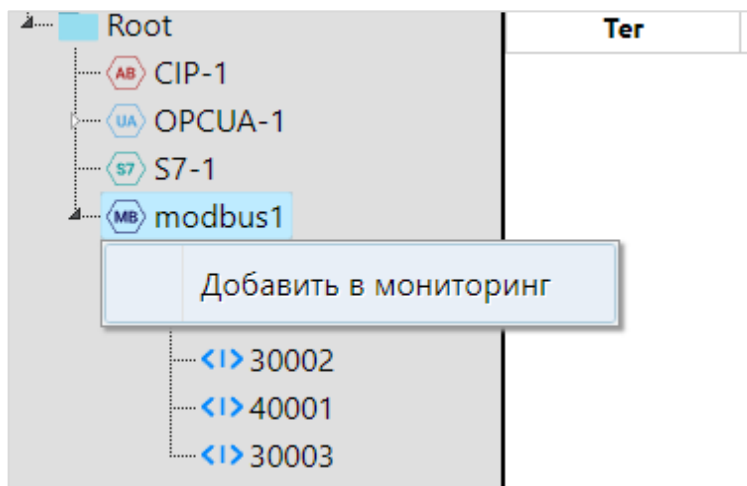 Root
Тег
AB CIP-1
UA OPCUA-1
S7 S7-1
MB modbus1
Добавить в мониторинг
<I> 30002
<I> 40001
<I> 30003